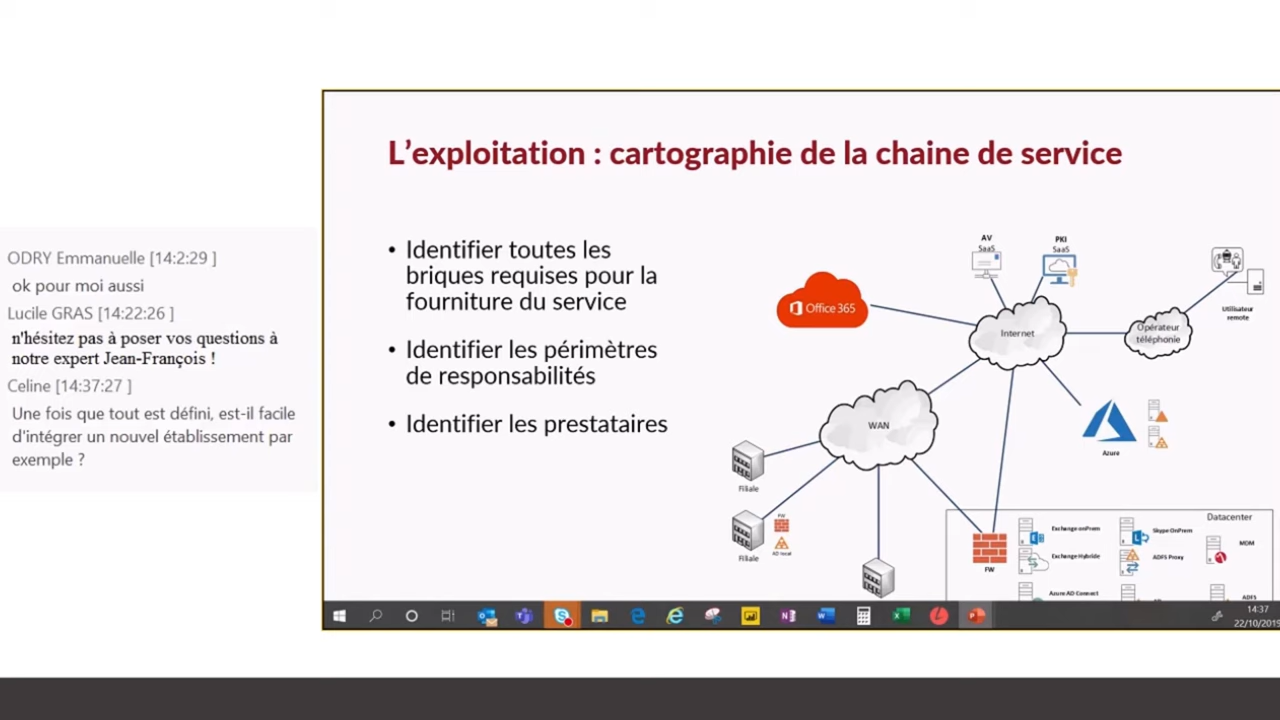 ODRY Emmanuelle [14:2:29 ]
ok pour moi aussi
Lucile GRAS [14:22:26 ]
n'hésitez pas à poser vos questions à
notre expert Jean-François !
Celine [14:37:27 ]
Une fois que tout est défini, est-il facile
d'intégrer un nouvel établissement par
exemple ?
L'exploitation : cartographie de la chaine de service
• Identifier toutes les
briques requises pour la
fourniture du service
• Identifier les périmètres
de responsabilités
• Identifier les prestataires
AV
SaaS
PKI
SaaS
Office 365
Internet
Opérateur
téléphonie
Utilisateur
remote
WAN
Azure
Filiale
Filiale
FW
AD local
FW
Datacenter
Exchange onPrem
Skype OnPrem
MDM
Exchange Hybride
ADFS Proxy
Azure AD Connect
ADFS
14:37
22/10/2019